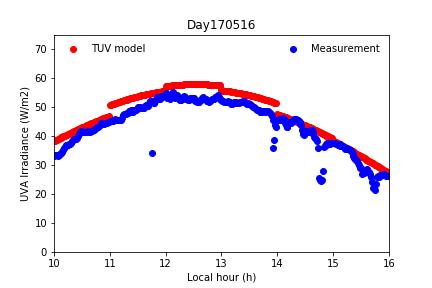 Day170516
TUV model
Measurement
UVA Irradiance (W/m2)
70
60
50
40
30
20
10
0
10 11 12 13 14 15 16
Local hour (h)